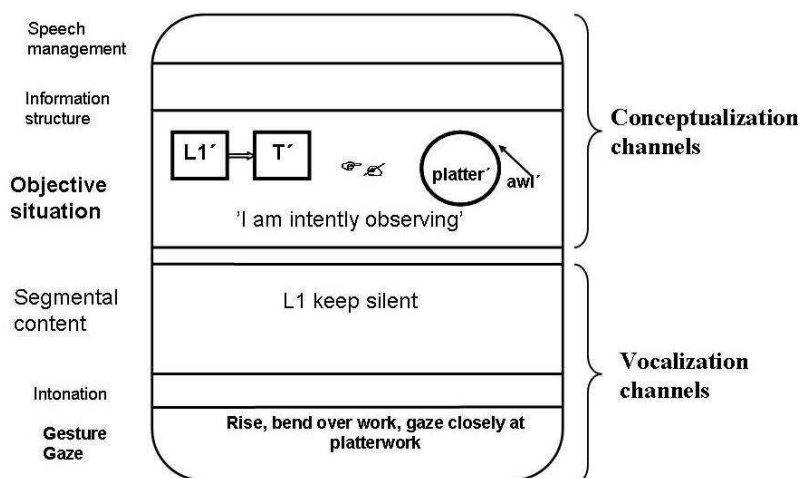 Speech
management
Information
structure
Conceptualization
channels
L1´
T´
platter´
awl´
Objective
situation
'I am intently observing'
Segmental
content
L1 keep silent
Vocalization
channels
Intonation
Gesture
Gaze
Rise, bend over work, gaze closely at
platterwork